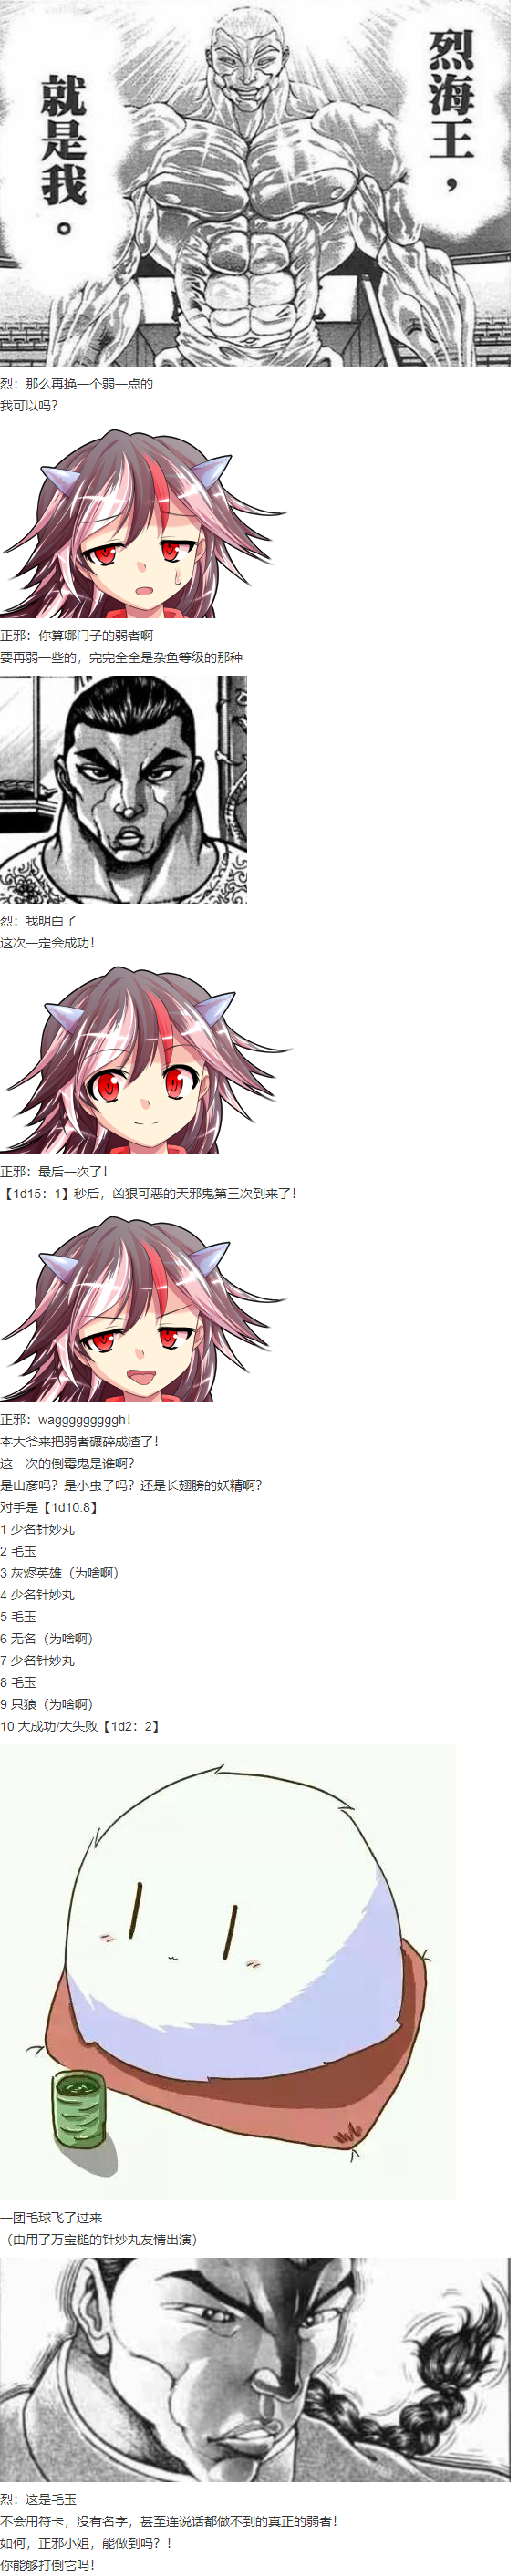 烈海王，
就是我。
烈：那么再换一个弱一点的
我可以吗？
正邪：你算哪门子的弱者啊
要再弱一些的，完完全全是杂鱼等级的那种
烈：我明白了
这次一定会成功！
正邪：最后一次了！
【1d15：1】秒后，凶狠可恶的天邪鬼第三次到来了！
正邪：waggggggggggh！
本大爷来把弱者碾碎成渣了！
这一次的倒霉鬼是谁啊？
是山彦吗？是小虫子吗？还是长翅膀的妖精啊？
对手是【1d10:8】
1 少名针妙丸
2 毛玉
3 灰烬英雄（为啥啊）
4 少名针妙丸
5 毛玉
6 无名（为啥啊）
7 少名针妙丸
8 毛玉
9 只狼（为啥啊）
10 大成功/大失败【1d2：2】
一团毛球飞了过来
（由用了万宝槌的针妙丸友情出演）
烈：这是毛玉
不会用符卡，没有名字，甚至连说话都做不到的真正的弱者！
如何，正邪小姐，能做到吗？！
你能够打倒它吗！